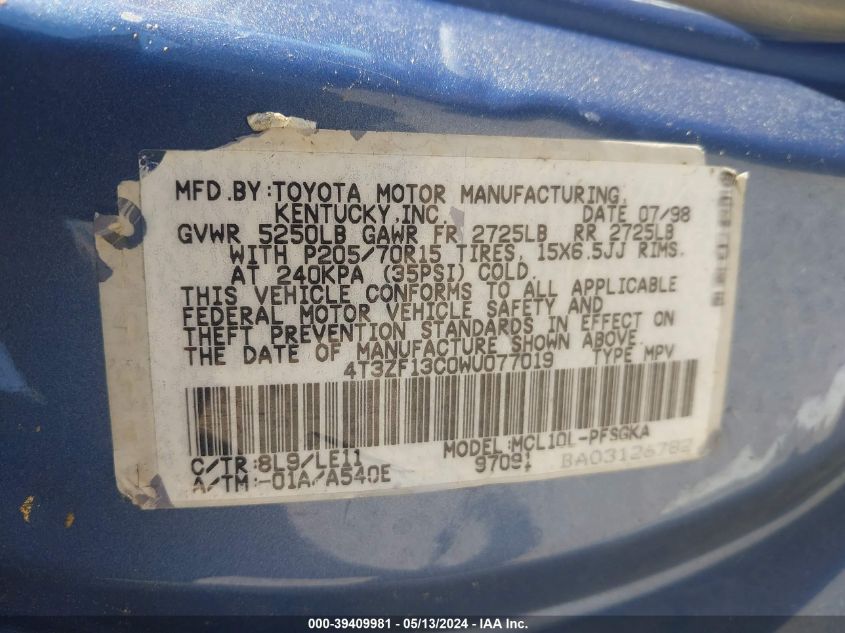 MFD.BY:TOYOTA MOTOR MANUFACTURING,
KENTUCKY,INC. DATE 07/98
GVWR 5250LB GAWR FR 2725LB RR 2725LB
WITH P205/70R15 TIRES, 15X6.5JJ RIMS.
AT 240KPA (35PSI) COLD.
THIS VEHICLE CONFORMS TO ALL APPLICABLE
FEDERAL MOTOR VEHICLE SAFETY AND
THEFT PREVENTION STANDARDS IN EFFECT ON
THE DATE OF MANUFACTURE SHOWN ABOVE.
4T3ZF13C0WU077019 TYPE MPV
MODEL:MCL10L-PFSGKA
C/TR:8L9/LE11 97091 BA03126782
A/TM:-01A/A540E
000-39409981 / 05/13/2024 / IAA Inc.